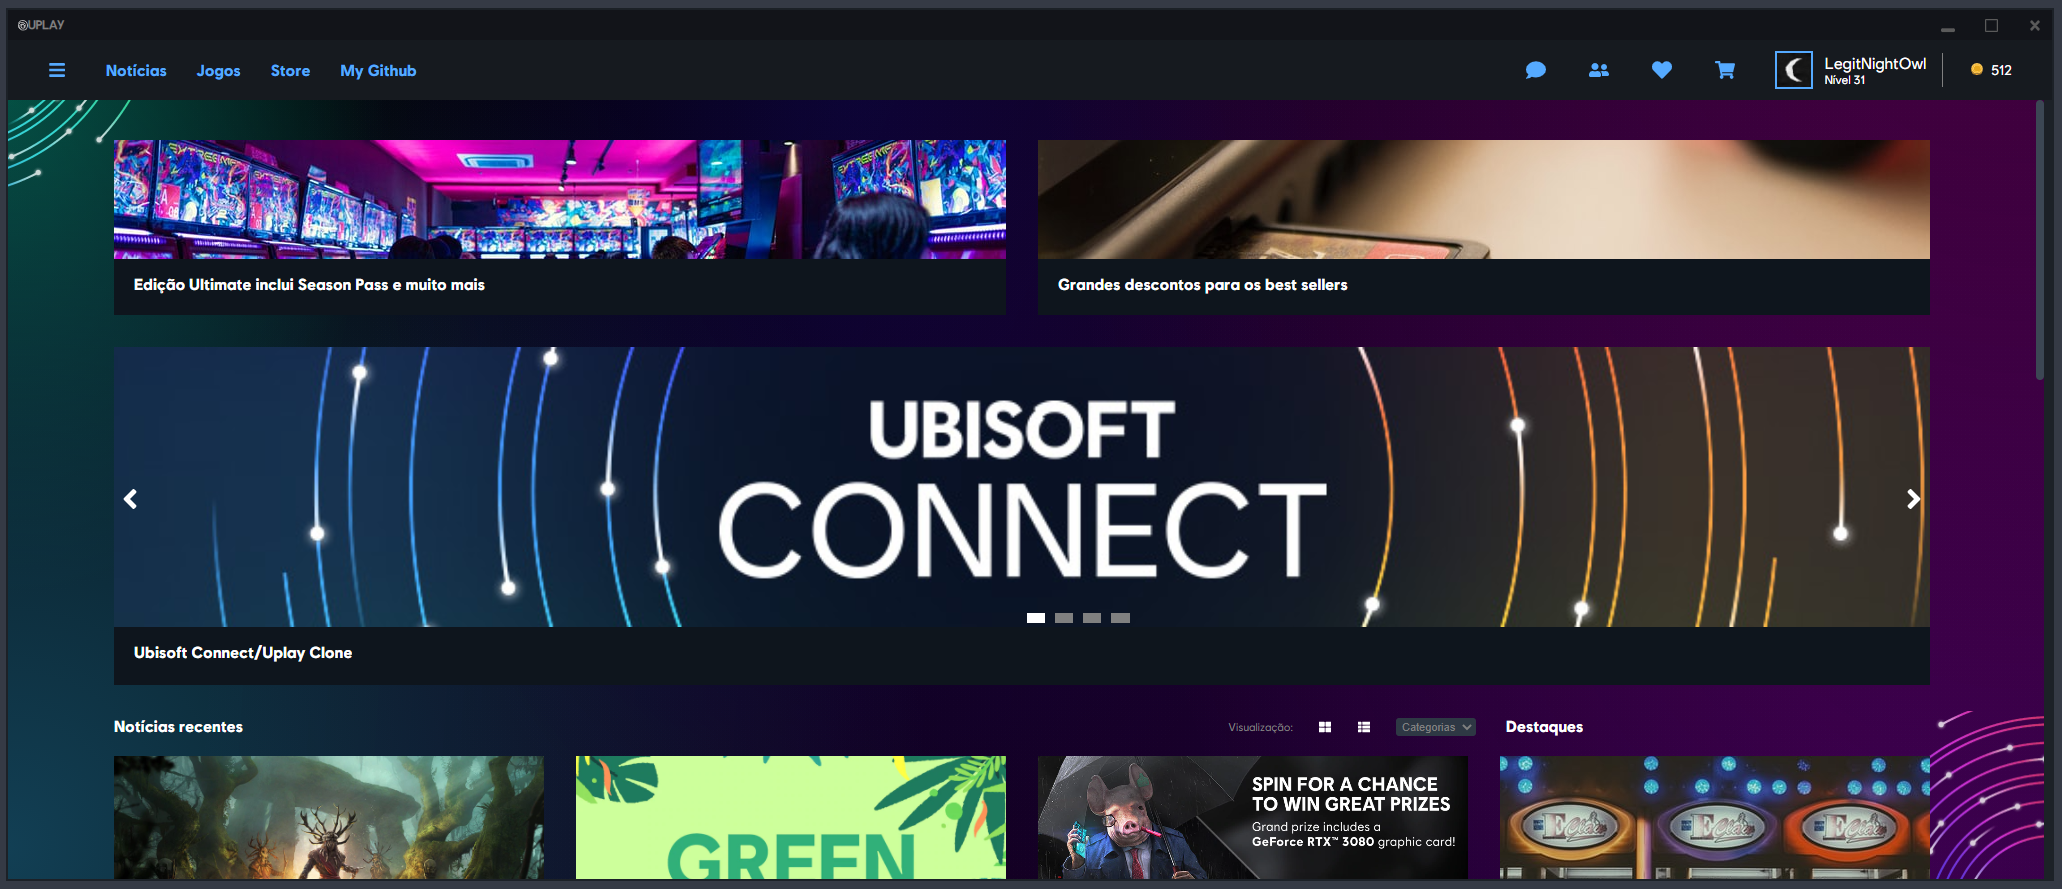 UPLAY
Notícias Jogos Store My Github
LegitNightOwl
Nível 31
512
Edição Ultimate inclui Season Pass e muito mais
Grandes descontos para os best sellers
UBISOFT
CONNECT
Ubisoft Connect/Uplay Clone
Notícias recentes
Visualização:
Categorias
Destaques
GREEN
SPIN FOR A CHANCE
TO WIN GREAT PRIZES
Grand prize includes a
GeForce RTX™ 3080 graphic card!